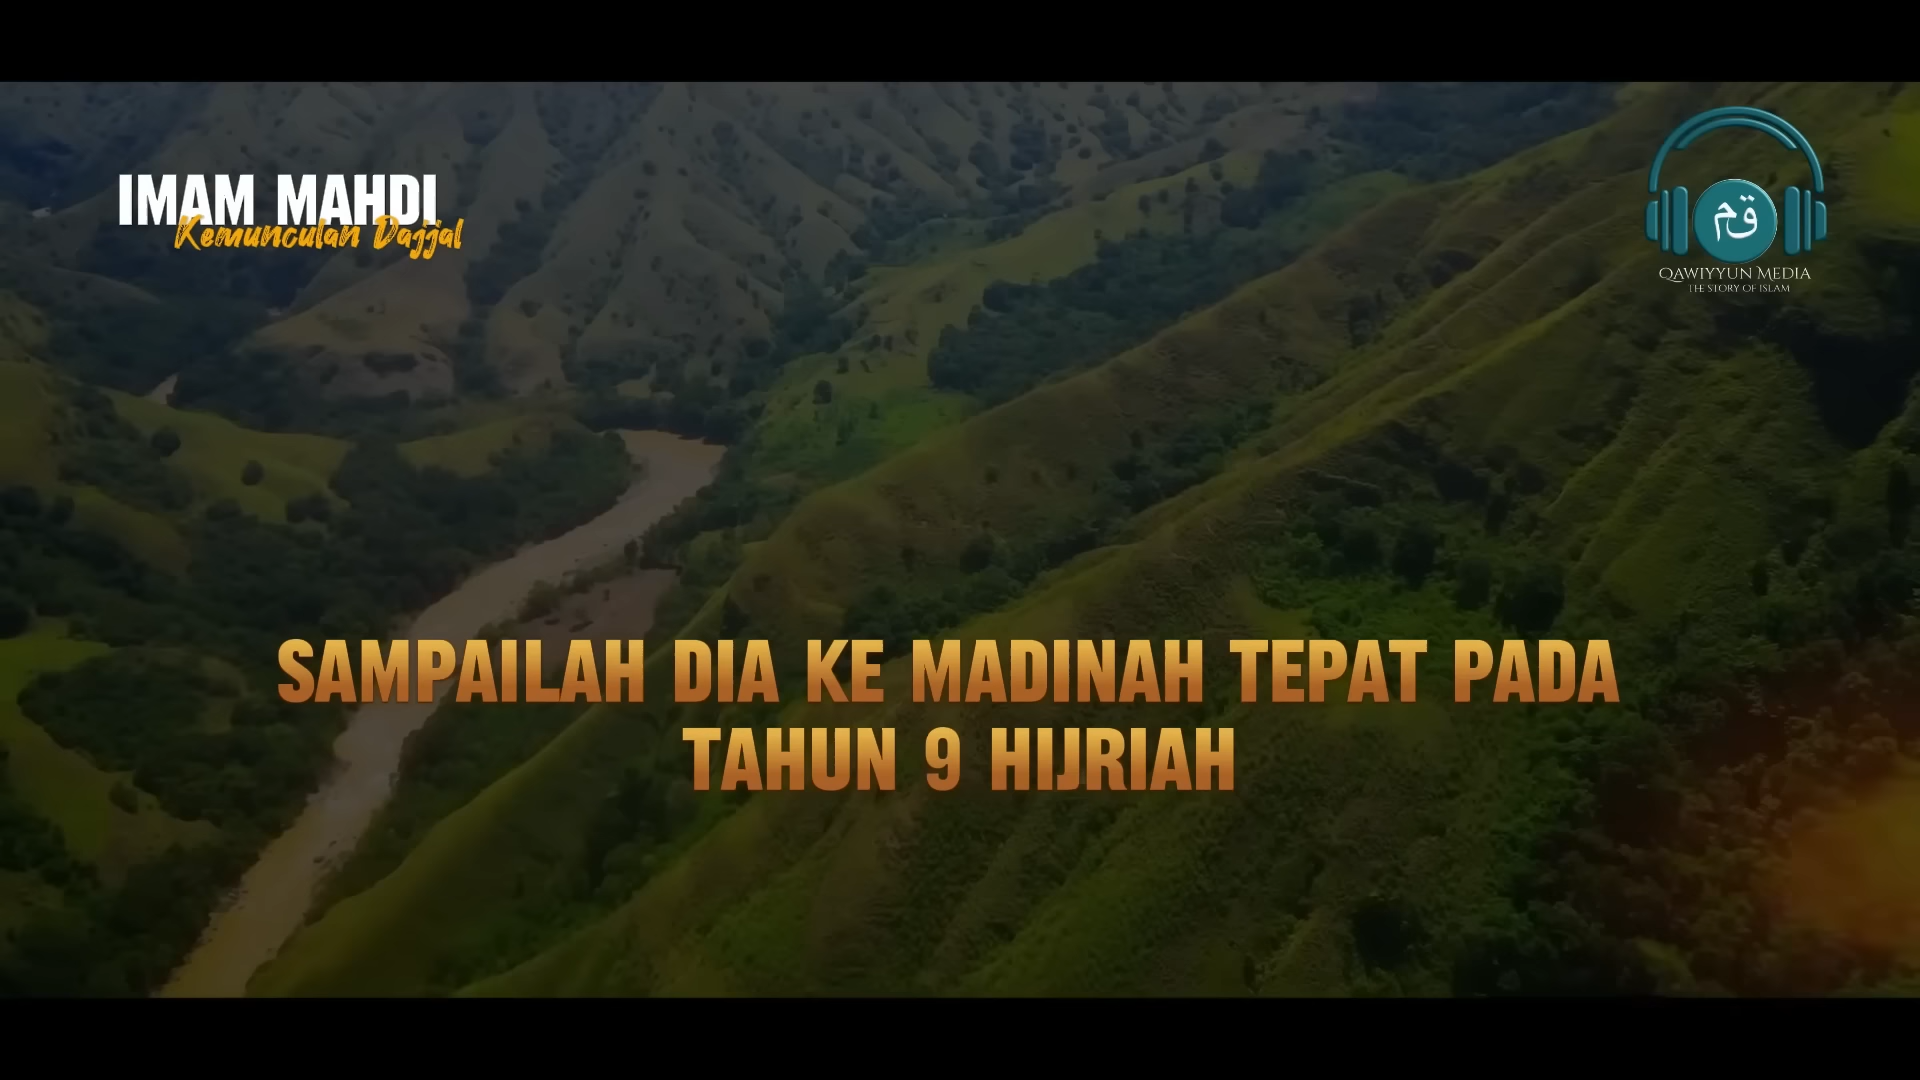 IMAM MAHDI
Kemunculan Dajjal
قم
QAWIYYUN MEDIA
THE STORY OF ISLAM
SAMPAILAH DIA KE MADINAH TEPAT PADA
TAHUN 9 HIJRIAH